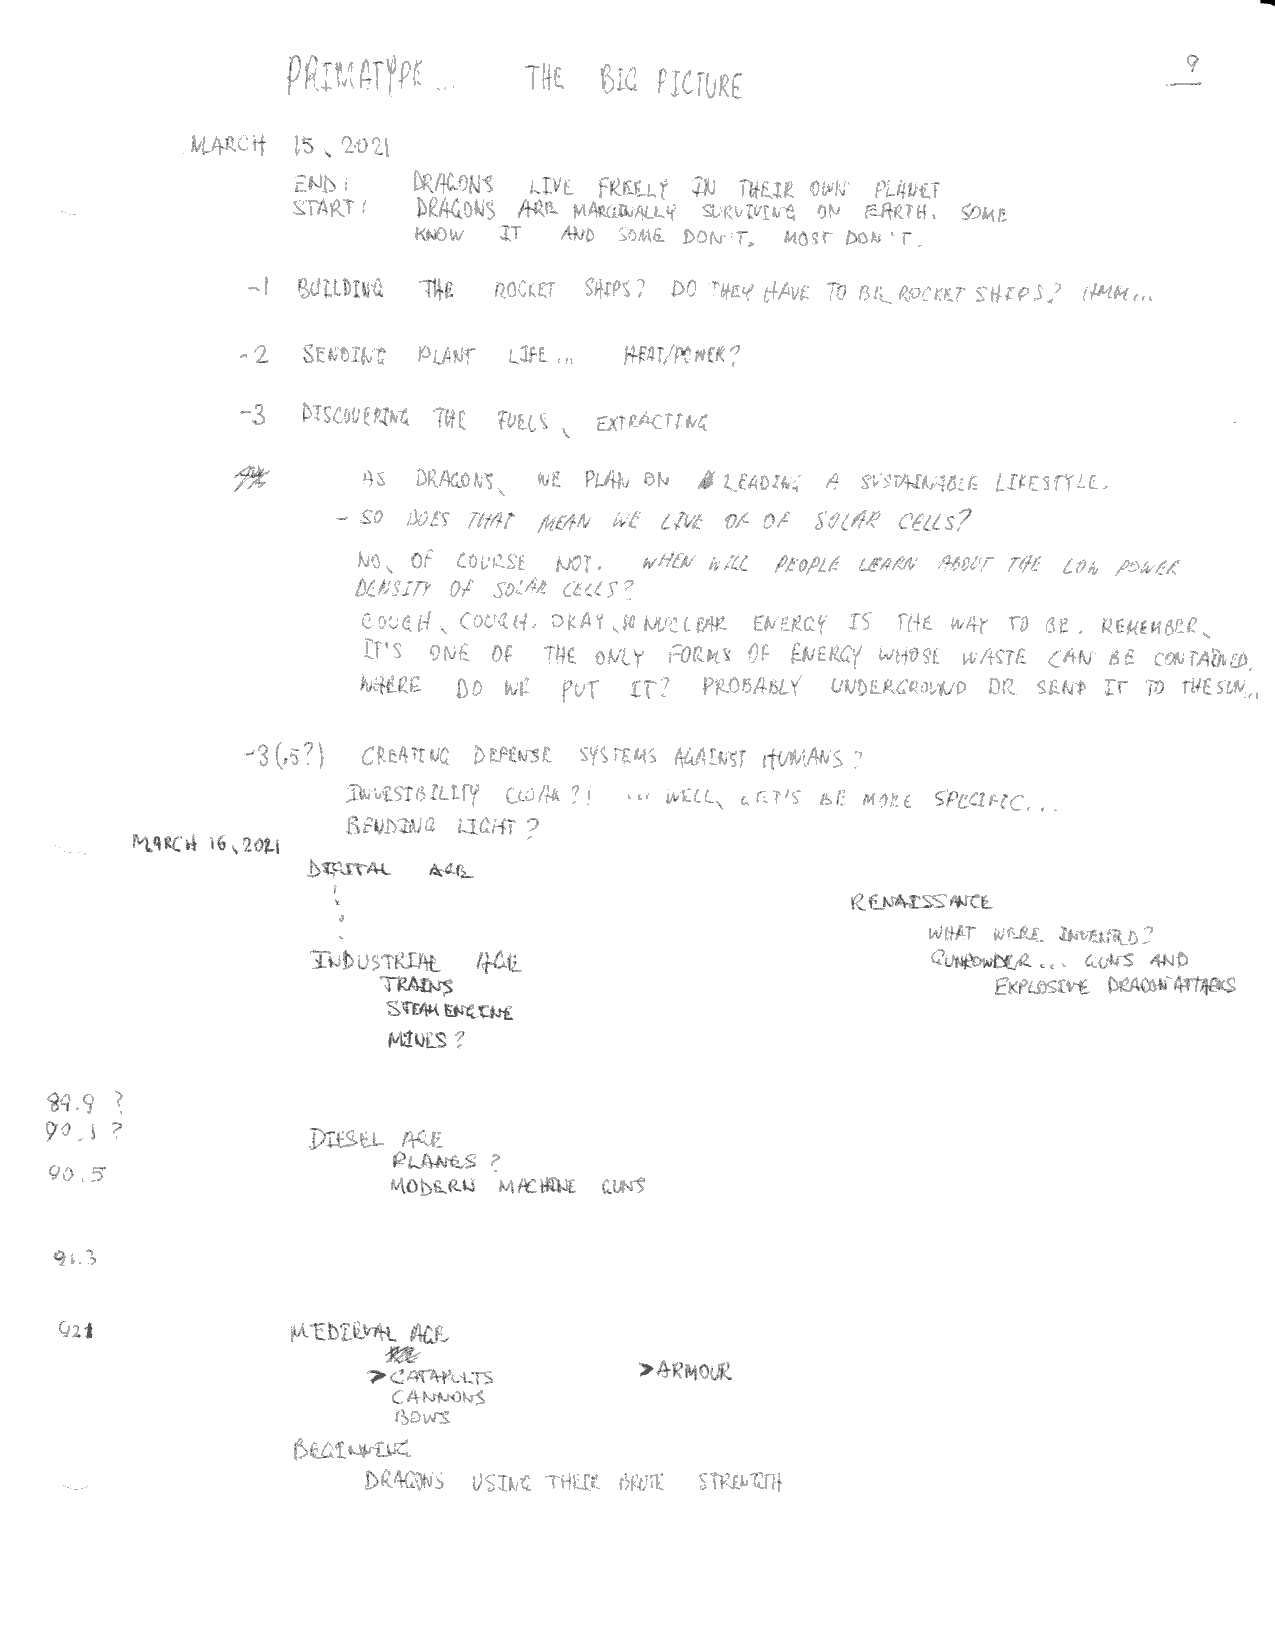 PRIMATYPE... THE BIG PICTURE
9
MARCH 15, 2021
END: DRAGONS LIVE FREELY IN THEIR OWN PLANET
START: DRAGONS ARE MARGINALLY SURVIVING ON EARTH. SOME
KNOW IT AND SOME DON'T. MOST DON'T.
-1 BUILDING THE ROCKET SHIPS? DO THEY HAVE TO BE ROCKET SHIPS? HMM...
-2 SENDING PLANT LIFE... HEAT/POWER?
-3 DISCOVERING THE FUELS, EXTRACTING
AS DRAGONS, WE PLAN ON LEADING A SUSTAINABLE LIFESTYLE.
- SO DOES THAT MEAN WE LIVE OF OF SOLAR CELLS?
NO, OF COURSE NOT. WHEN WILL PEOPLE LEARN ABOUT THE LOW POWER
DENSITY OF SOLAR CELLS?
COUGH, COUGH. OKAY, SO NUCLEAR ENERGY IS THE WAY TO BE. REMEMBER,
IT'S ONE OF THE ONLY FORMS OF ENERGY WHOSE WASTE CAN BE CONTAINED.
WHERE DO WE PUT IT? PROBABLY UNDERGROUND OR SEND IT TO THE SUN...
-3(.5?) CREATING DEFENSE SYSTEMS AGAINST HUMANS?
INVESIBILITY CLOAK?! ... WELL, LET'S BE MORE SPECIFIC...
BENDING LIGHT?
MARCH 16, 2021
DIGITAL AGE
RENAISSANCE
WHAT WERE INVENTED?
GUNPOWDER... GUNS AND
EXPLOSIVE DRAGON ATTACKS
INDUSTRIAL AGE
TRAINS
STEAM ENGINE
MINES?
89.9 ?
90.1 ?
DIESEL AGE
PLANES?
90.5
MODERN MACHINE GUNS
91.3
MEDIEVAL AGE
>CATAPULTS >ARMOUR
CANNONS
BOWS
BEGINNING
DRAGONS USING THEIR BRUTE STRENGTH